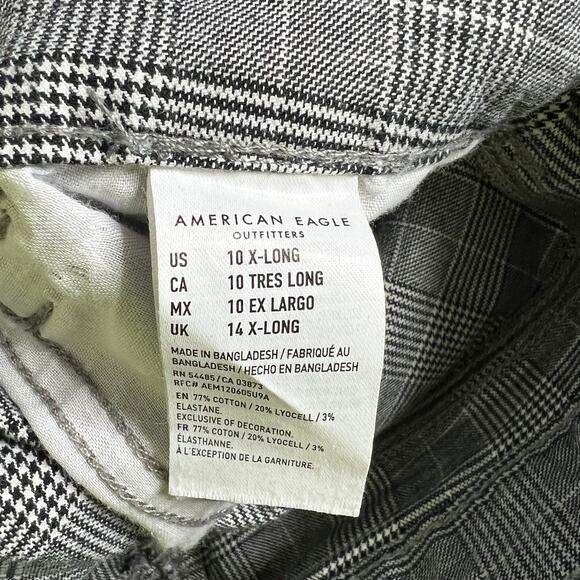 AMERICAN EAGLE
OUTFITTERS
US 10 X-LONG
CA 10 TRES LONG
MX 10 EX LARGO
UK 14 X-LONG
MADE IN BANGLADESH / FABRIQUÉ AU
BANGLADESH / HECHO EN BANGLADESH
RN 54485 / CA 03873
RFC# AEM120605U9A
EN 77% COTTON / 20% LYOCELL / 3%
ELASTANE.
EXCLUSIVE OF DECORATION.
FR 77% COTON / 20% LYOCELL / 3%
ÉLASTHANNE.
À L'EXCEPTION DE LA GARNITURE.